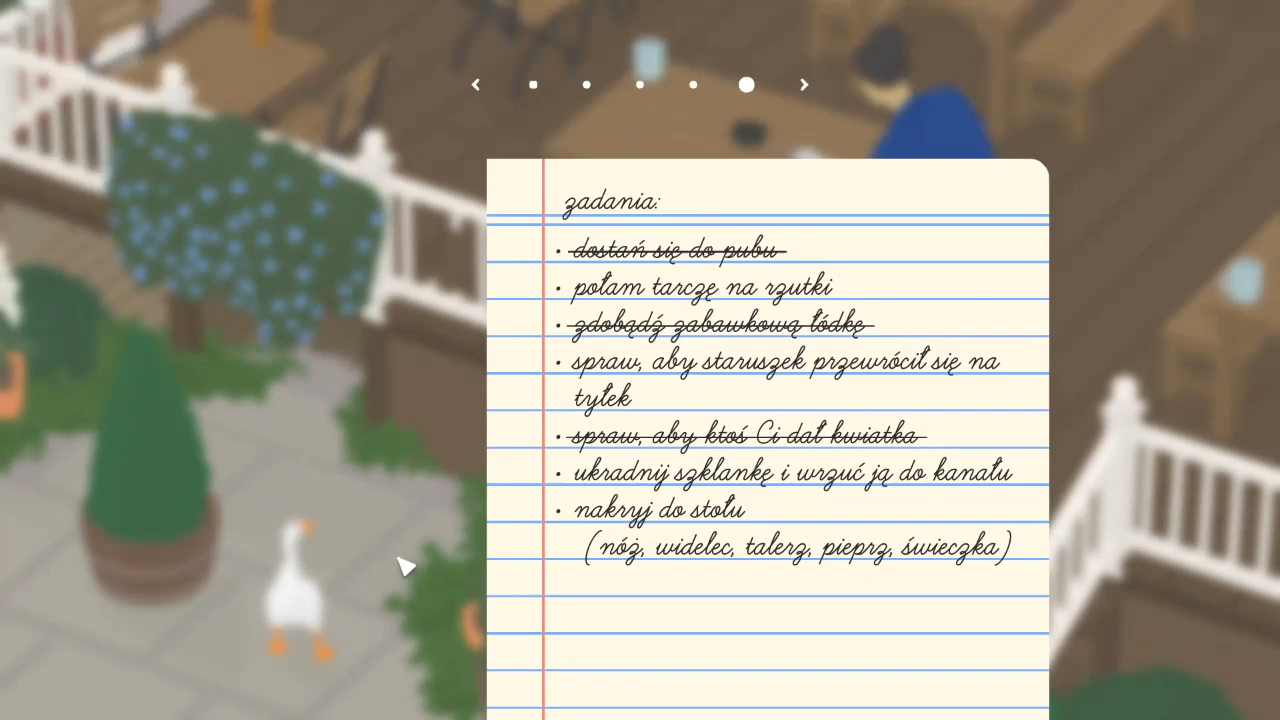 zadania:
• dostań się do pubu
• połam tarczę na rzutki
• zdobądź zabawkową łódkę
• spraw, aby staruszek przewrócił się na
tyłek
• spraw, aby ktoś Ci dał kwiatka
• ukradnij szklankę i wrzuć ją do kanału
• nakryj do stołu
(nóż, widelec, talerz, pieprz, świeczka)